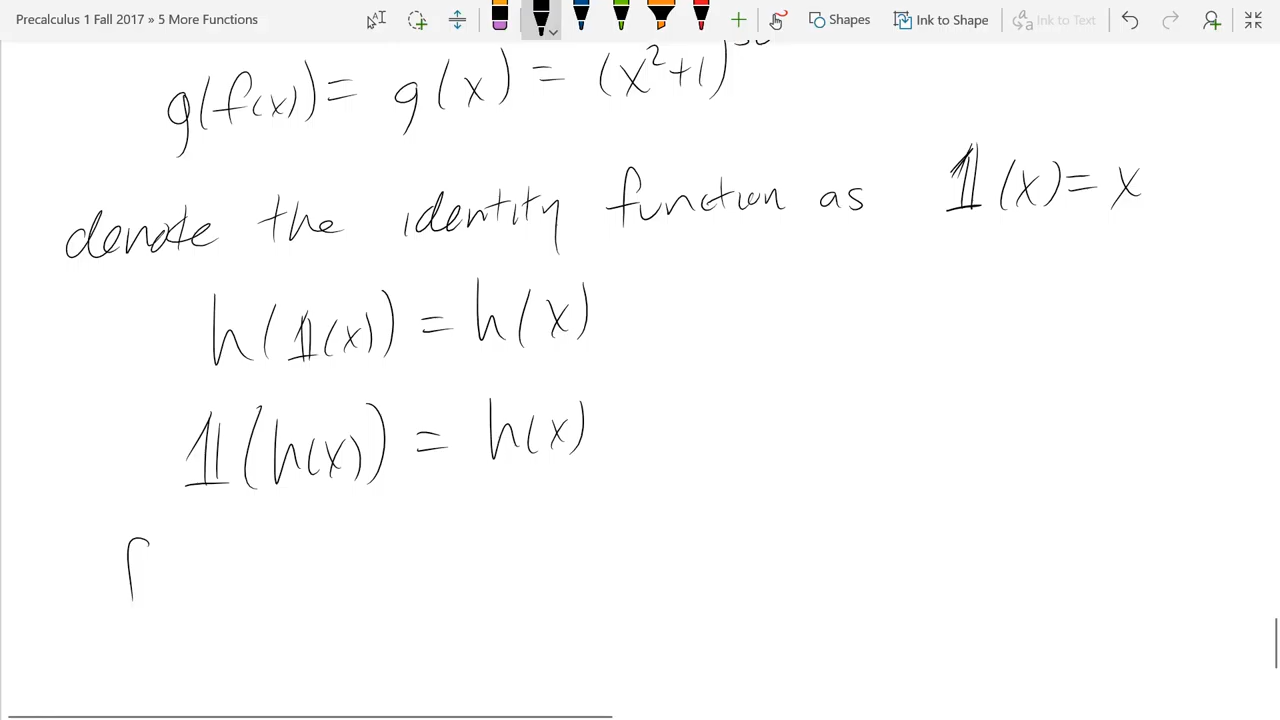 Precalculus 1 Fall 2017 » 5 More Functions
Shapes
Ink to Shape
Ink to Text
g(f(x)) = g(x) = (x²+1)
denote the identity function as 𝟙(x) = x
h(𝟙(x)) = h(x)
𝟙(h(x)) = h(x)